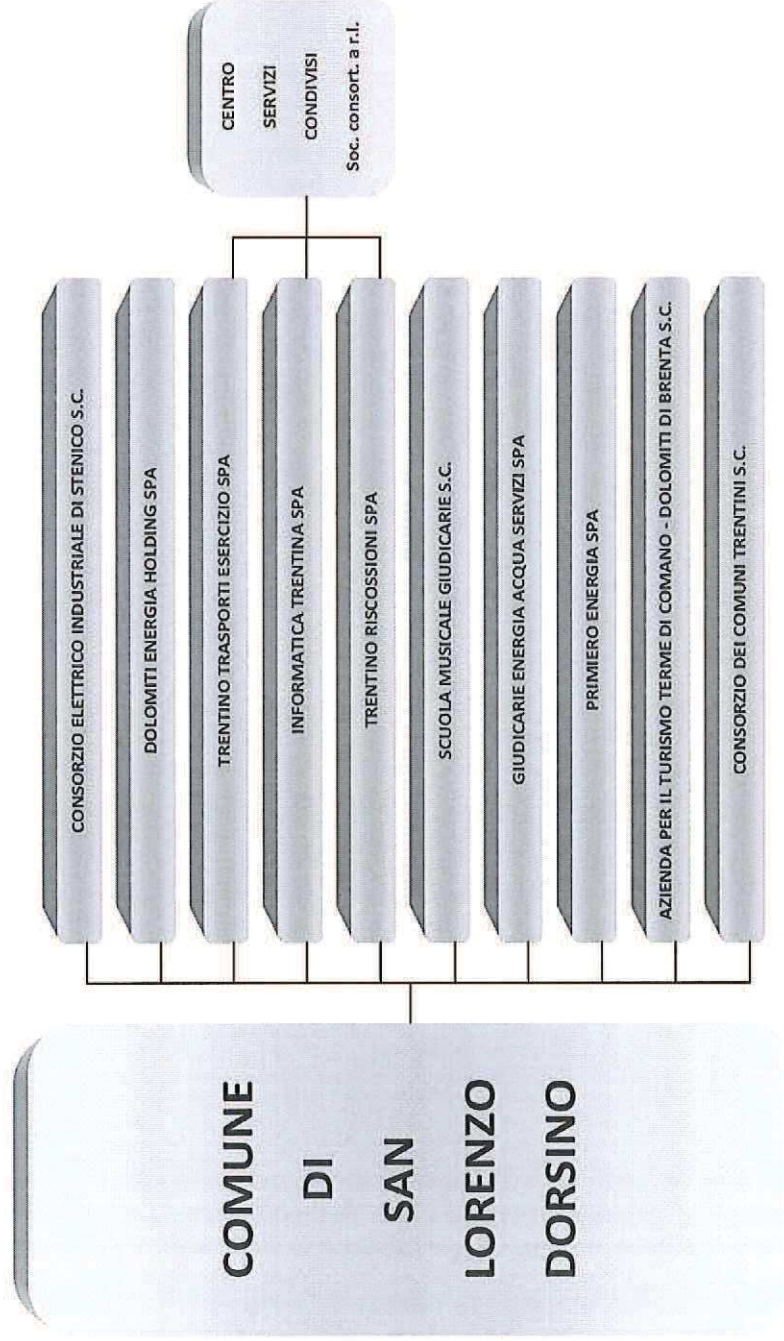 COMUNE
DI
SAN
LORENZO
DORSINO
CONSORZIO ELETTRICO INDUSTRIALE DI STENICO S.C.
DOLOMITI ENERGIA HOLDING SPA
TRENTINO TRASPORTI ESERCIZIO SPA
INFORMATICA TRENTINA SPA
TRENTINO RISCOSSIONI SPA
SCUOLA MUSICALE GIUDICARIE S.C.
GIUDICARIE ENERGIA ACQUA SERVIZI SPA
PRIMIERO ENERGIA SPA
AZIENDA PER IL TURISMO TERME DI COMANO - DOLOMITI DI BRENTA S.C.
CONSORZIO DEI COMUNI TRENTINI S.C.
CENTRO
SERVIZI
CONDIVISI
Soc. consort. a r.l.